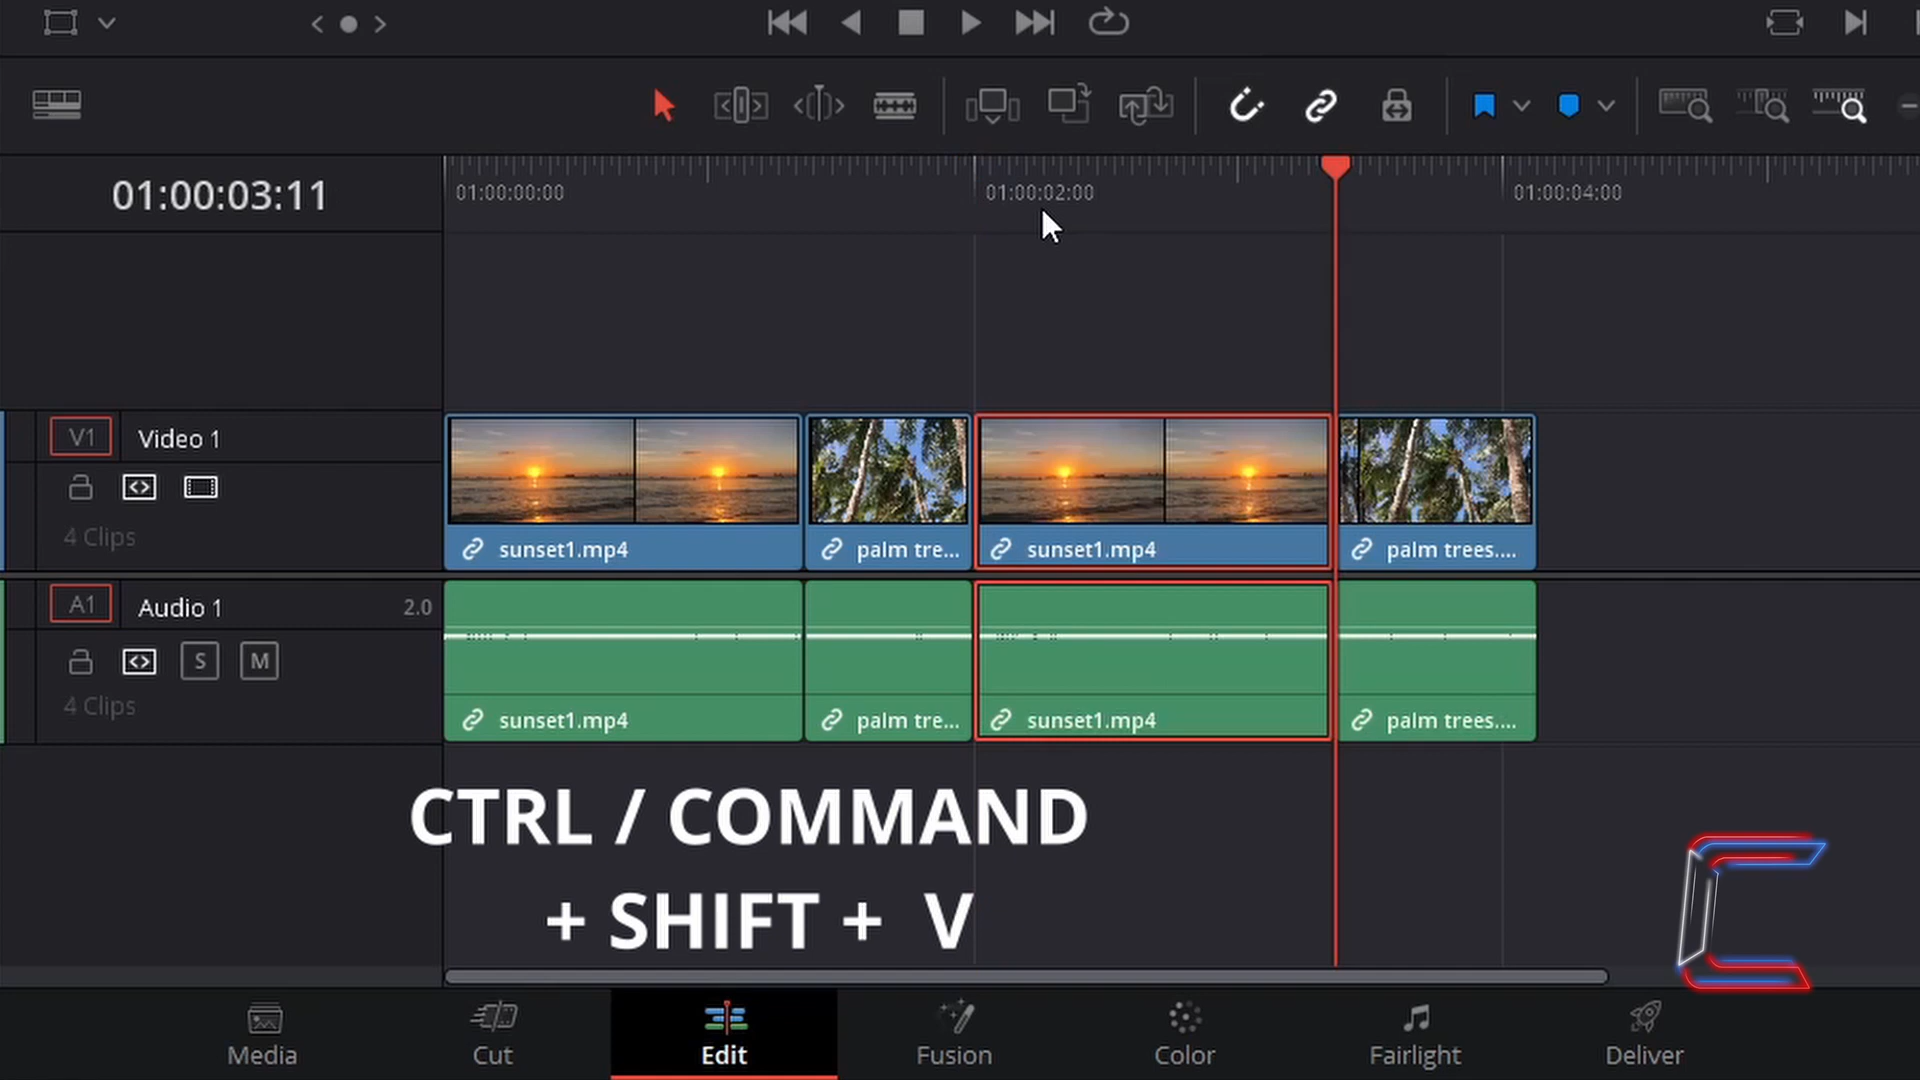 01:00:03:11
01:00:00:00
01:00:02:00
01:00:04:00
V1
Video 1
4 Clips
sunset1.mp4
palm tre...
sunset1.mp4
palm trees....
A1
Audio 1
2.0
S
M
4 Clips
sunset1.mp4
palm tre...
sunset1.mp4
palm trees....
CTRL / COMMAND
+ SHIFT + V
Media
Cut
Edit
Fusion
Color
Fairlight
Deliver